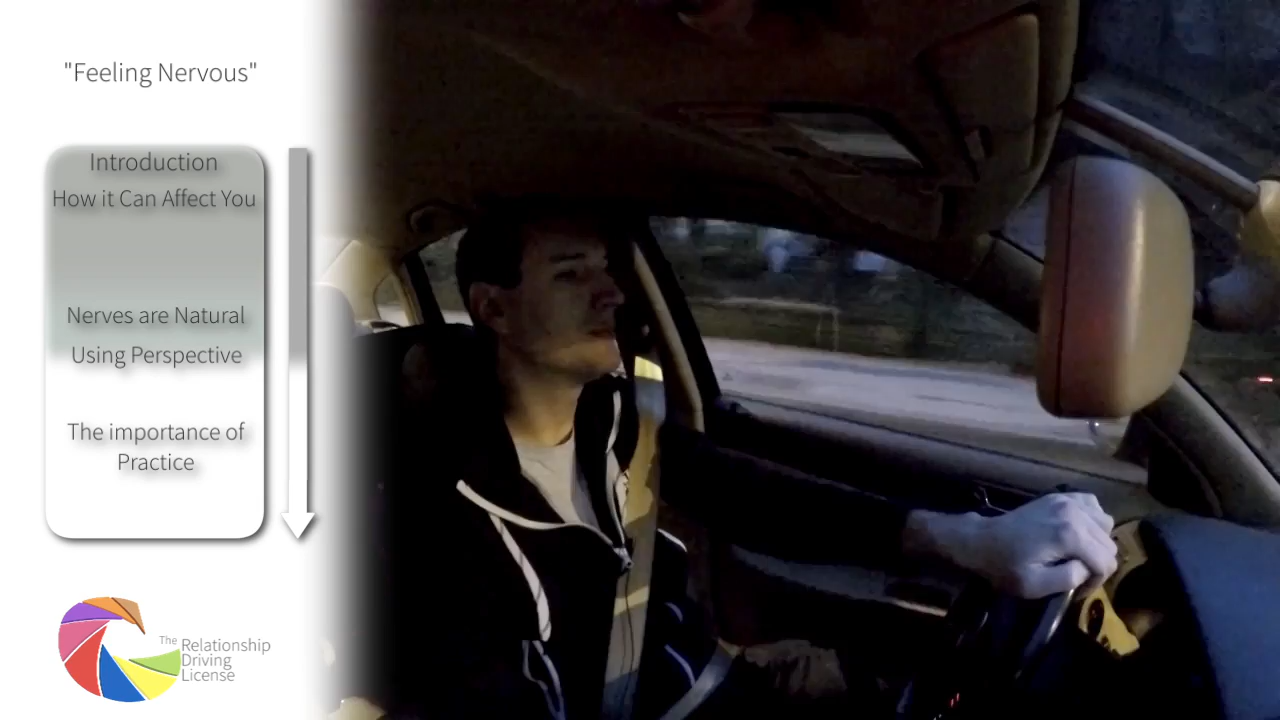 "Feeling Nervous"
Introduction
How it Can Affect You
Nerves are Natural
Using Perspective
The importance of
Practice
The Relationship
Driving
License